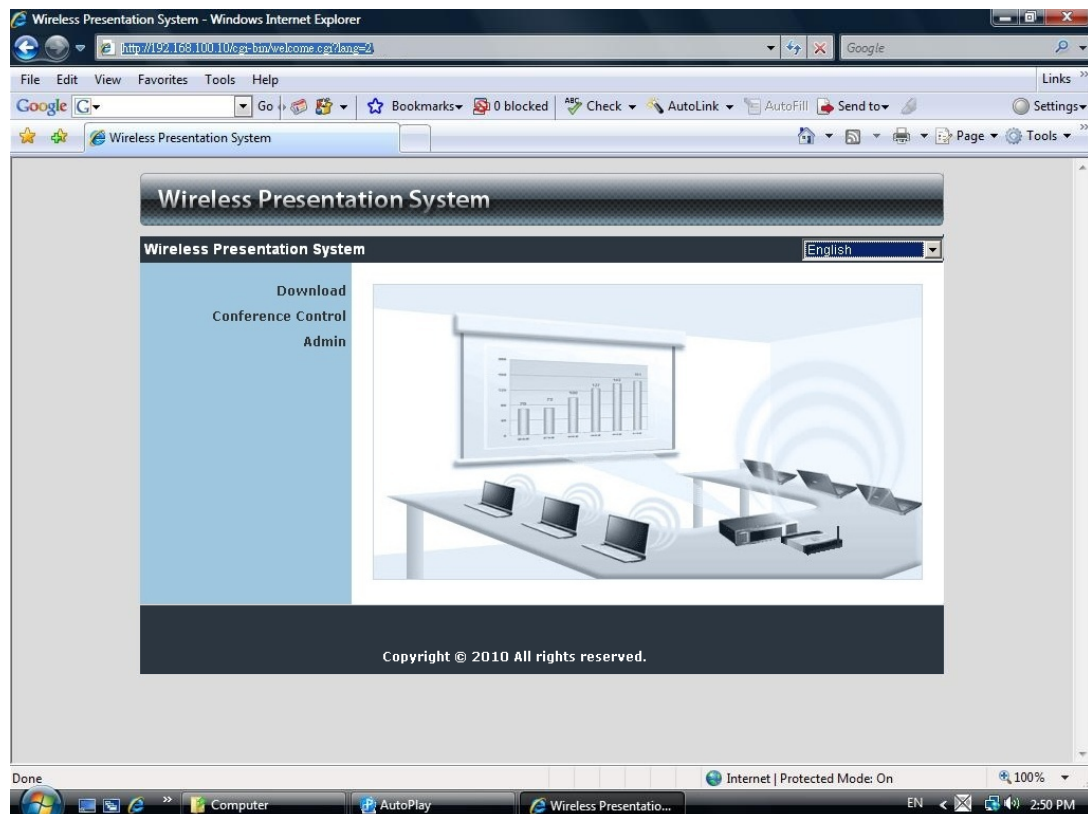 Wireless Presentation System - Windows Internet Explorer
http://192.168.100.10/cgi-bin/welcome.cgi?lang=2
Google
File Edit View Favorites Tools Help
Links »
Google G Go Bookmarks 0 blocked ABC Check AutoLink AutoFill Send to Settings
Wireless Presentation System
Page Tools »
Wireless Presentation System
Wireless Presentation System
English
Download
Conference Control
Admin
Copyright © 2010 All rights reserved.
Done
Internet | Protected Mode: On
100%
» Computer AutoPlay Wireless Presentatio... EN < 2:50 PM